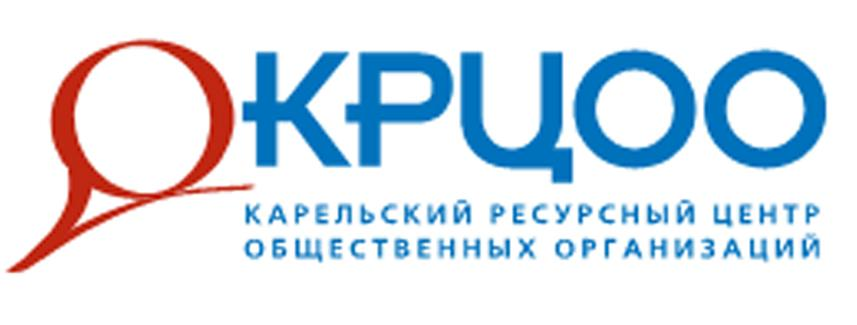 КРЦОО
КАРЕЛЬСКИЙ РЕСУРСНЫЙ ЦЕНТР
ОБЩЕСТВЕННЫХ ОРГАНИЗАЦИЙ